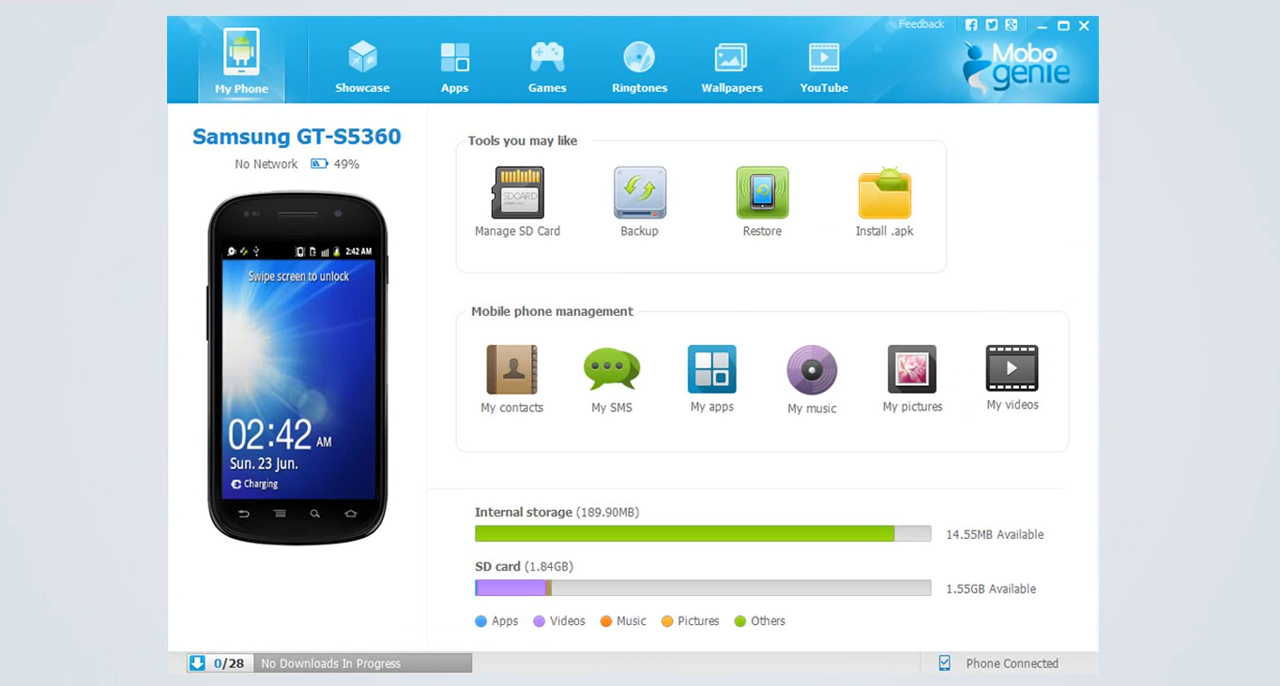 Feedback
Mobo
genie
My Phone
Showcase
Apps
Games
Ringtones
Wallpapers
YouTube
Samsung GT-S5360
No Network 49%
2:42 AM
Swipe screen to unlock
02:42 AM
Sun. 23 Jun.
Charging
Tools you may like
SDCARD
Manage SD Card
Backup
Restore
Install .apk
Mobile phone management
My contacts
My SMS
My apps
My music
My pictures
My videos
Internal storage (189.90MB)
14.55MB Available
SD card (1.84GB)
1.55GB Available
Apps Videos Music Pictures Others
0/28 No Downloads In Progress
Phone Connected